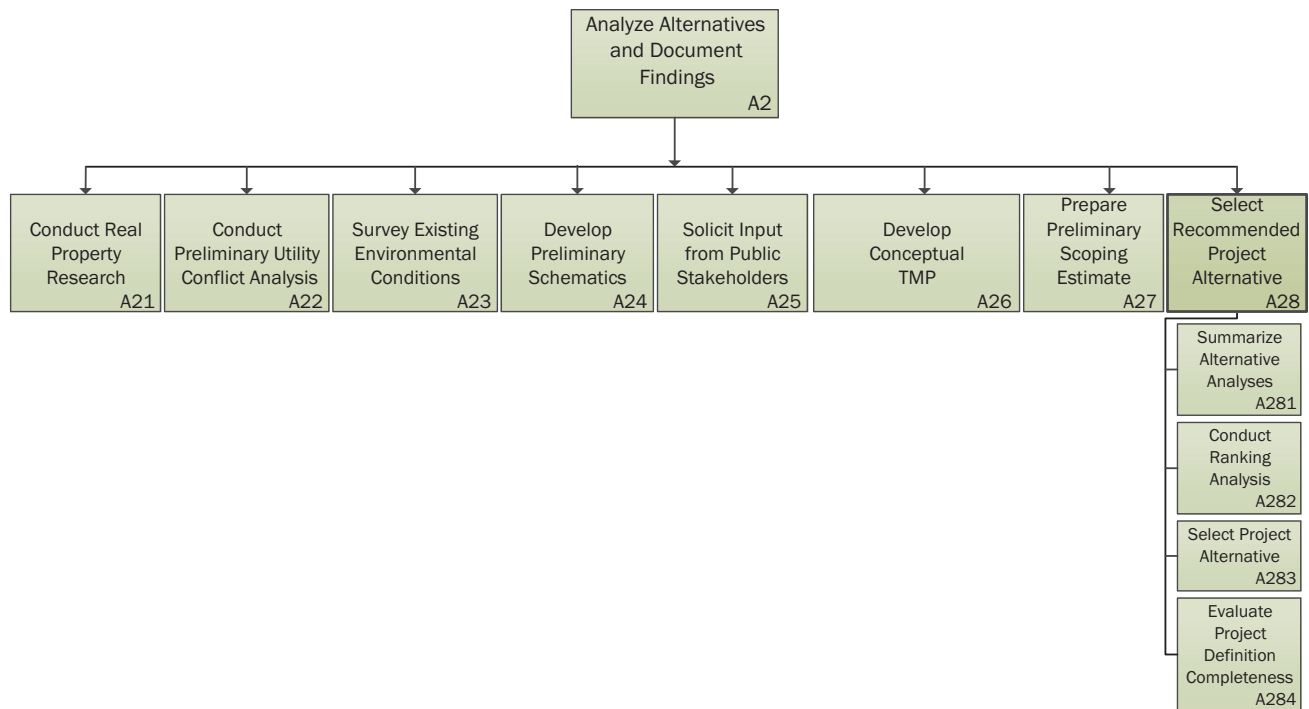 Analyze Alternatives
and Document
Findings
A2
Conduct Real
Property
Research
A21
Conduct
Preliminary Utility
Conflict Analysis
A22
Survey Existing
Environmental
Conditions
A23
Develop
Preliminary
Schematics
A24
Solicit Input
from Public
Stakeholders
A25
Develop
Conceptual
TMP
A26
Prepare
Preliminary
Scoping
Estimate
A27
Select
Recommended
Project
Alternative
A28
Summarize
Alternative
Analyses
A281
Conduct
Ranking
Analysis
A282
Select Project
Alternative
A283
Evaluate
Project
Definition
Completeness
A284